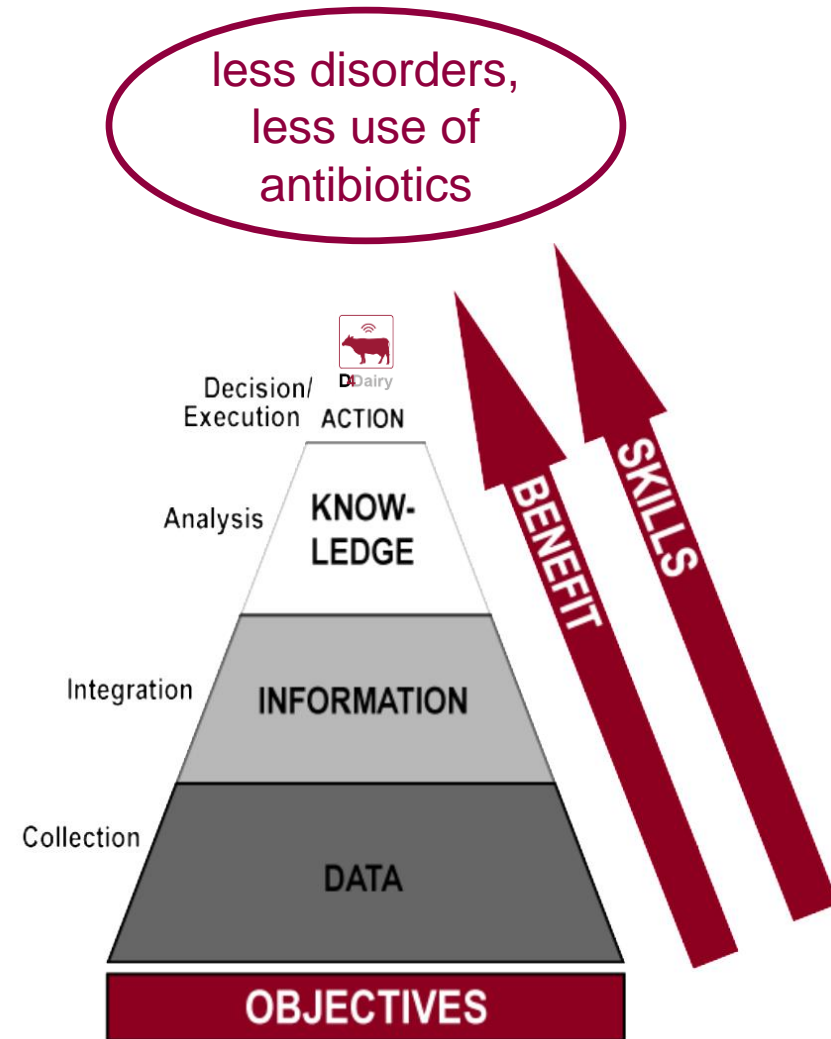 less disorders,
less use of
antibiotics
D4Dairy
Decision/
Execution
ACTION
Analysis
KNOW-
LEDGE
BENEFIT
SKILLS
Integration
INFORMATION
Collection
DATA
OBJECTIVES